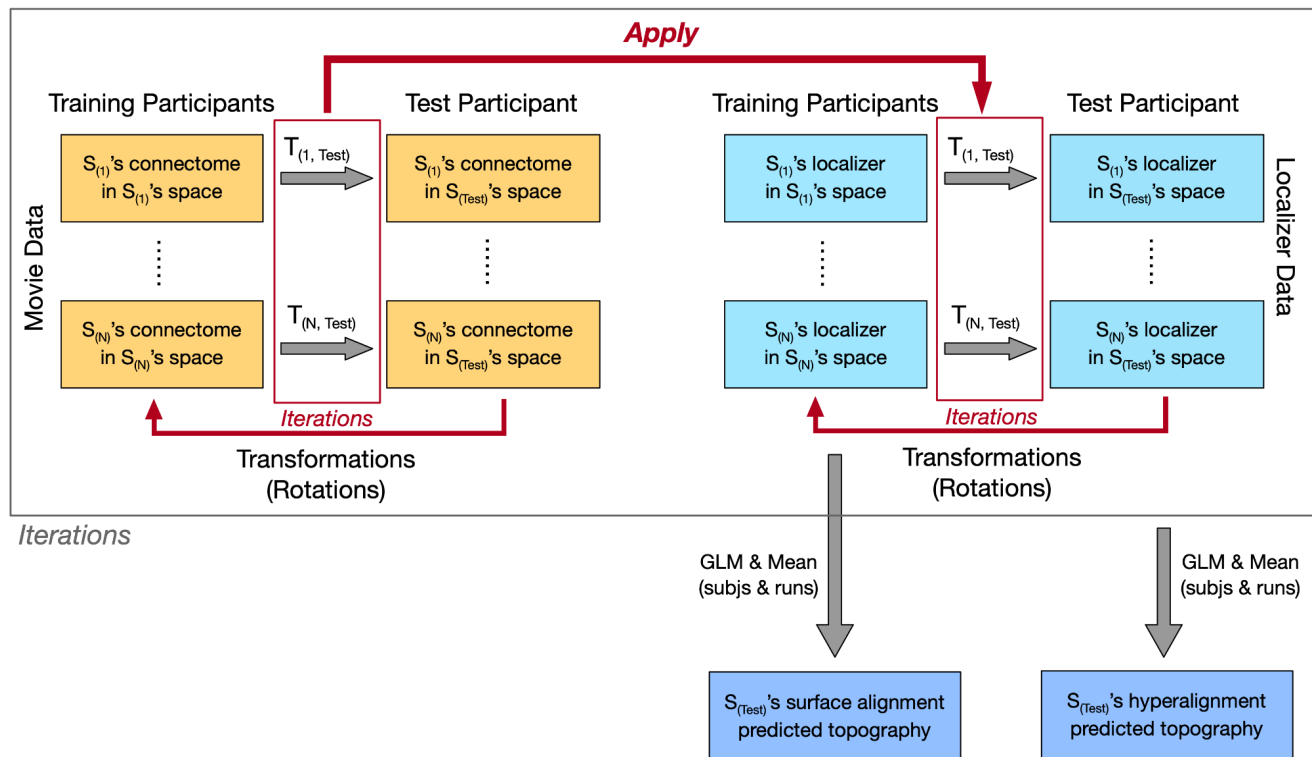 Apply
Training Participants
Test Participant
Training Participants
Test Participant
Movie Data
S(1)'s connectome
in S(1)'s space
T(1, Test)
S(1)'s connectome
in S(Test)'s space
S(1)'s localizer
in S(1)'s space
T(1, Test)
S(1)'s localizer
in S(Test)'s space
Localizer Data
S(N)'s connectome
in S(N)'s space
T(N, Test)
S(N)'s connectome
in S(Test)'s space
S(N)'s localizer
in S(N)'s space
T(N, Test)
S(N)'s localizer
in S(Test)'s space
Iterations
Transformations
(Rotations)
Iterations
Transformations
(Rotations)
Iterations
GLM & Mean
(subjs & runs)
GLM & Mean
(subjs & runs)
S(Test)'s surface alignment
predicted topography
S(Test)'s hyperalignment
predicted topography